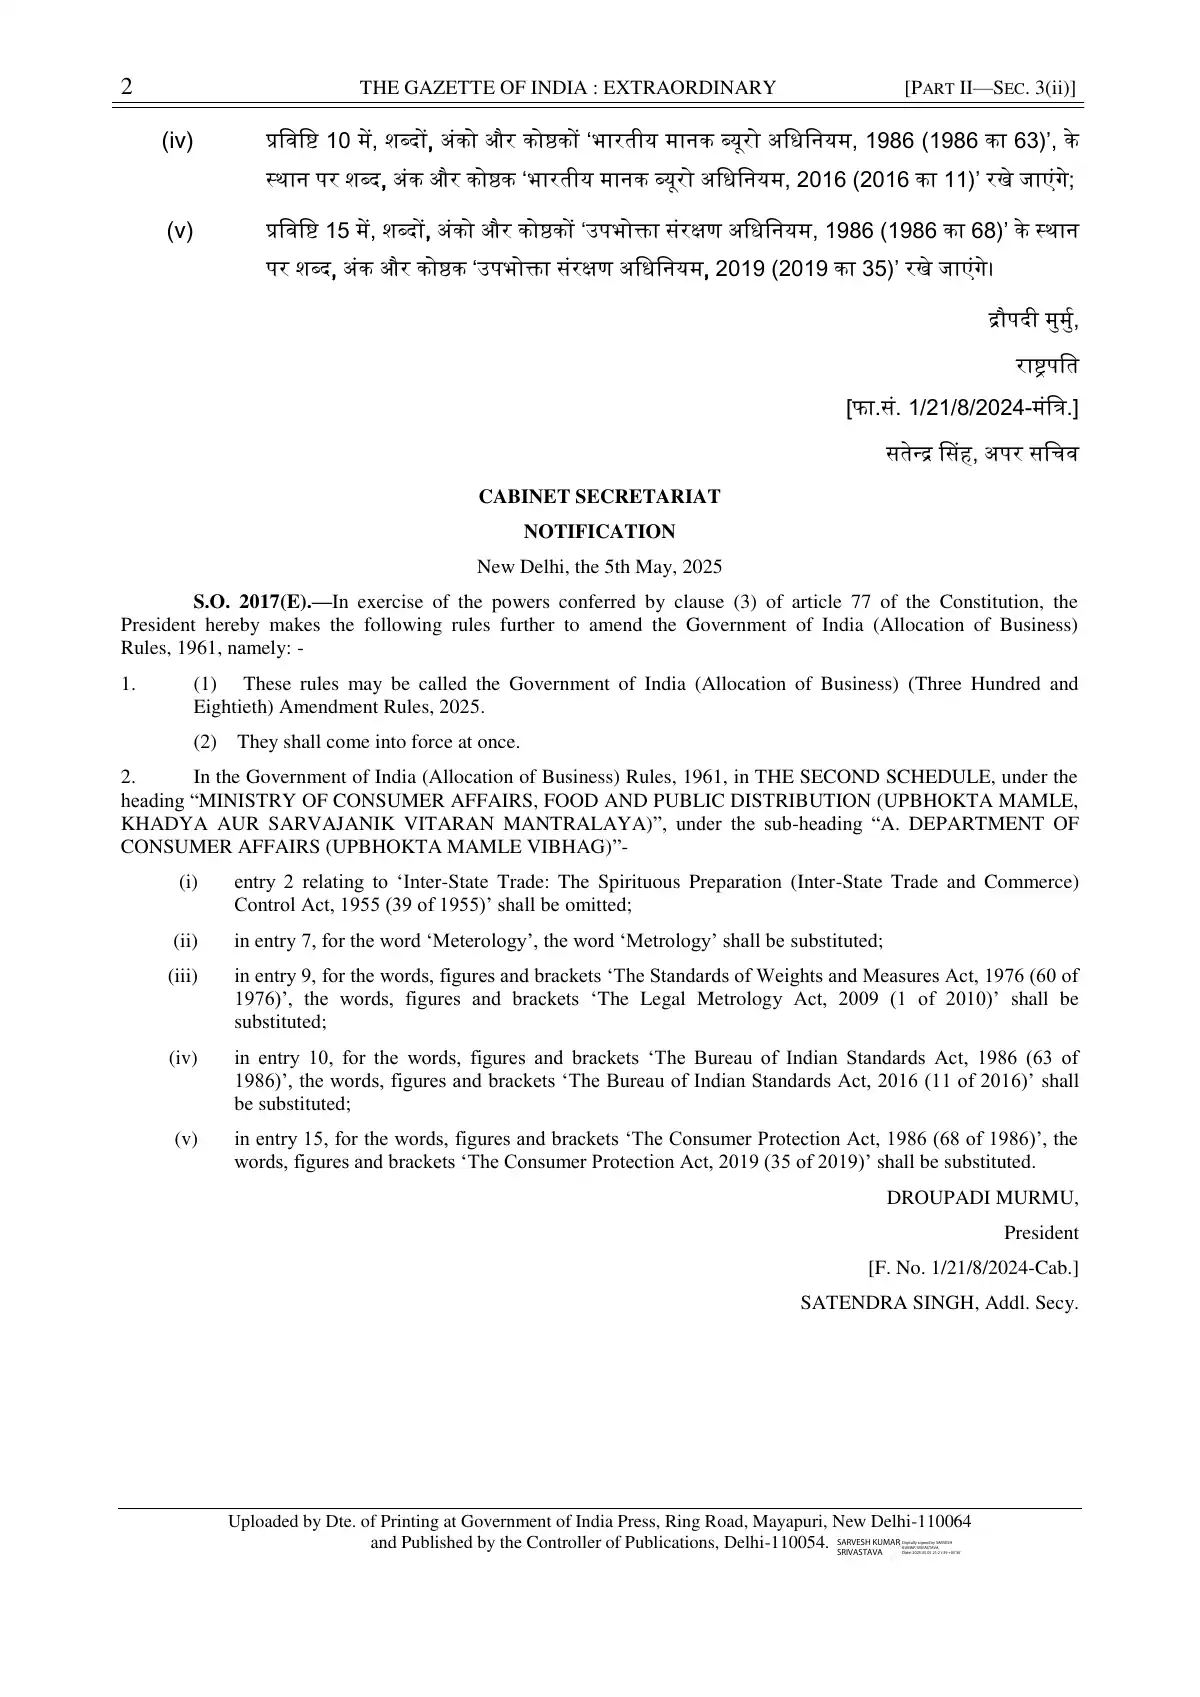 2 THE GAZETTE OF INDIA : EXTRAORDINARY [PART II—SEC. 3(ii)]
(iv) प्रविष्टि 10 में, शब्दों, अंको और कोष्ठकों ‘भारतीय मानक ब्यूरो अधिनियम, 1986 (1986 का 63)’, के
स्थान पर शब्द, अंक और कोष्ठक ‘भारतीय मानक ब्यूरो अधिनियम, 2016 (2016 का 11)’ रखे जाएंगे;
(v) प्रविष्टि 15 में, शब्दों, अंको और कोष्ठकों ‘उपभोक्ता संरक्षण अधिनियम, 1986 (1986 का 68)’ के स्थान
पर शब्द, अंक और कोष्ठक ‘उपभोक्ता संरक्षण अधिनियम, 2019 (2019 का 35)’ रखे जाएंगे।
द्रौपदी मुर्मु,
राष्ट्रपति
[फा.सं. 1/21/8/2024-मंत्रि.]
सतेन्द्र सिंह, अपर सचिव
CABINET SECRETARIAT
NOTIFICATION
New Delhi, the 5th May, 2025
S.O. 2017(E).—In exercise of the powers conferred by clause (3) of article 77 of the Constitution, the
President hereby makes the following rules further to amend the Government of India (Allocation of Business)
Rules, 1961, namely: -
1. (1) These rules may be called the Government of India (Allocation of Business) (Three Hundred and
Eightieth) Amendment Rules, 2025.
(2) They shall come into force at once.
2. In the Government of India (Allocation of Business) Rules, 1961, in THE SECOND SCHEDULE, under the
heading “MINISTRY OF CONSUMER AFFAIRS, FOOD AND PUBLIC DISTRIBUTION (UPBHOKTA MAMLE,
KHADYA AUR SARVAJANIK VITARAN MANTRALAYA)”, under the sub-heading “A. DEPARTMENT OF
CONSUMER AFFAIRS (UPBHOKTA MAMLE VIBHAG)”-
(i) entry 2 relating to ‘Inter-State Trade: The Spirituous Preparation (Inter-State Trade and Commerce)
Control Act, 1955 (39 of 1955)’ shall be omitted;
(ii) in entry 7, for the word ‘Meterology’, the word ‘Metrology’ shall be substituted;
(iii) in entry 9, for the words, figures and brackets ‘The Standards of Weights and Measures Act, 1976 (60 of
1976)’, the words, figures and brackets ‘The Legal Metrology Act, 2009 (1 of 2010)’ shall be
substituted;
(iv) in entry 10, for the words, figures and brackets ‘The Bureau of Indian Standards Act, 1986 (63 of
1986)’, the words, figures and brackets ‘The Bureau of Indian Standards Act, 2016 (11 of 2016)’ shall
be substituted;
(v) in entry 15, for the words, figures and brackets ‘The Consumer Protection Act, 1986 (68 of 1986)’, the
words, figures and brackets ‘The Consumer Protection Act, 2019 (35 of 2019)’ shall be substituted.
DROUPADI MURMU,
President
[F. No. 1/21/8/2024-Cab.]
SATENDRA SINGH, Addl. Secy.
Uploaded by Dte. of Printing at Government of India Press, Ring Road, Mayapuri, New Delhi-110064
and Published by the Controller of Publications, Delhi-110054.
SARVESH KUMAR
SRIVASTAVA
Digitally signed by SARVESH
KUMAR SRIVASTAVA